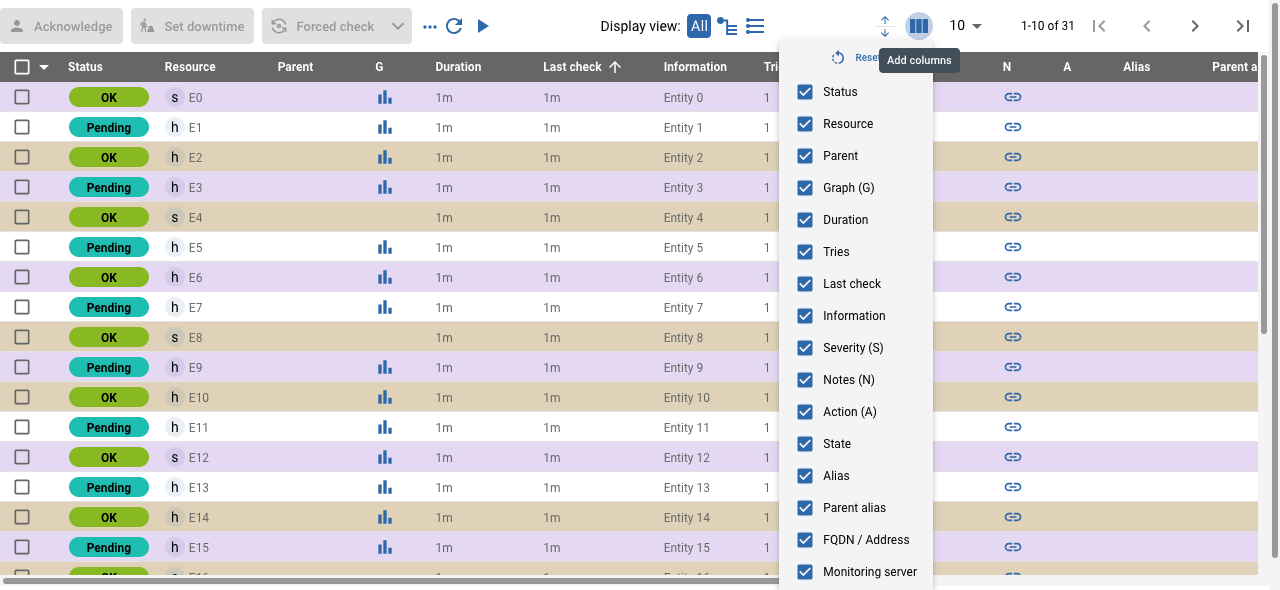 Acknowledge Set downtime Forced check Display view: All 10 1-10 of 31
Reset
Add columns
Status Resource Parent G Duration Last check Information N A Alias
OK s E0 1m 1m Entity 0 1
Pending h E1 1m 1m Entity 1 1
OK h E2 1m 1m Entity 2 1
Pending h E3 1m 1m Entity 3 1
OK s E4 1m 1m Entity 4 1
Pending h E5 1m 1m Entity 5 1
OK h E6 1m 1m Entity 6 1
Pending h E7 1m 1m Entity 7 1
OK s E8 1m 1m Entity 8 1
Pending h E9 1m 1m Entity 9 1
OK h E10 1m 1m Entity 10 1
Pending h E11 1m 1m Entity 11 1
OK s E12 1m 1m Entity 12 1
Pending h E13 1m 1m Entity 13 1
OK h E14 1m 1m Entity 14 1
Pending h E15 1m 1m Entity 15 1
Status
Resource
Parent
Graph (G)
Duration
Tries
Last check
Information
Severity (S)
Notes (N)
Action (A)
State
Alias
Parent alias
FQDN / Address
Monitoring server